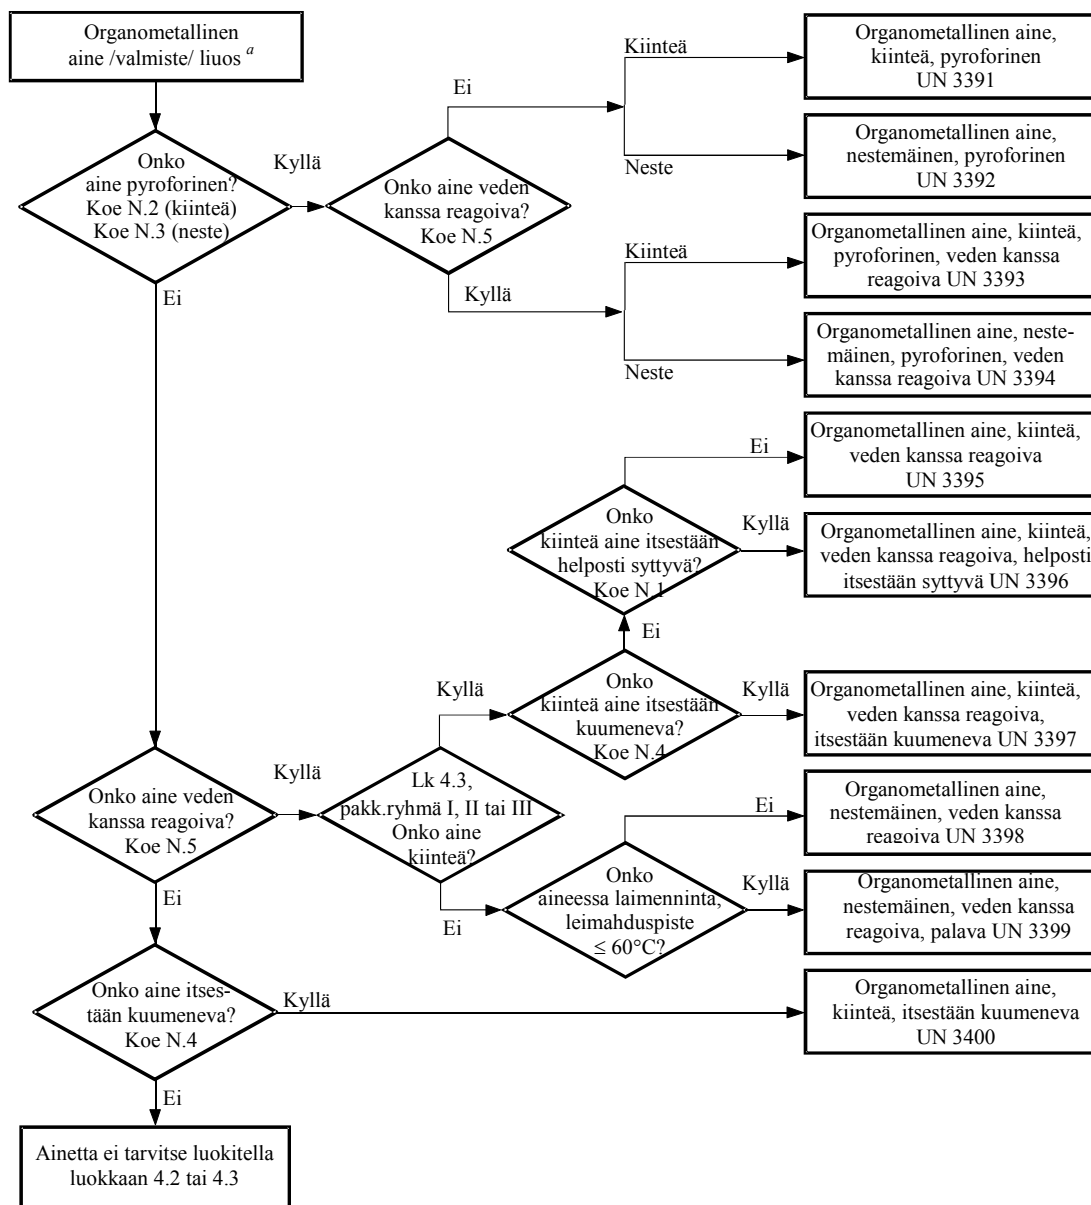 Organometallinen
aine /valmiste/ liuos a
Kiinteä
Organometallinen aine,
kiinteä, pyroforinen
UN 3391
Ei
Neste
Organometallinen aine,
nestemäinen, pyroforinen
UN 3392
Onko
aine pyroforinen?
Koe N.2 (kiinteä)
Koe N.3 (neste)
Kyllä
Onko aine veden
kanssa reagoiva?
Koe N.5
Kiinteä
Organometallinen aine, kiinteä,
pyroforinen, veden kanssa
reagoiva UN 3393
Ei
Kyllä
Neste
Organometallinen aine, neste-
mäinen, pyroforinen, veden
kanssa reagoiva UN 3394
Ei
Organometallinen aine, kiinteä,
veden kanssa reagoiva
UN 3395
Onko
kiinteä aine itsestään
helposti syttyvä?
Koe N.1
Kyllä
Organometallinen aine, kiinteä,
veden kanssa reagoiva, helposti
itsestään syttyvä UN 3396
Ei
Kyllä
Onko
kiinteä aine itsestään
kuumeneva?
Koe N.4
Kyllä
Organometallinen aine, kiinteä,
veden kanssa reagoiva,
itsestään kuumeneva UN 3397
Onko aine veden
kanssa reagoiva?
Koe N.5
Kyllä
Lk 4.3,
pakk.ryhmä I, II tai III
Onko aine
kiinteä?
Ei
Organometallinen aine,
nestemäinen, veden kanssa
reagoiva UN 3398
Ei
Ei
Onko
aineessa laimenninta,
leimahduspiste
≤ 60°C?
Kyllä
Organometallinen aine,
nestemäinen, veden kanssa
reagoiva, palava UN 3399
Onko aine itses-
tään kuumeneva?
Koe N.4
Kyllä
Organometallinen aine,
kiinteä, itsestään kuumeneva
UN 3400
Ei
Ainetta ei tarvitse luokitella
luokkaan 4.2 tai 4.3